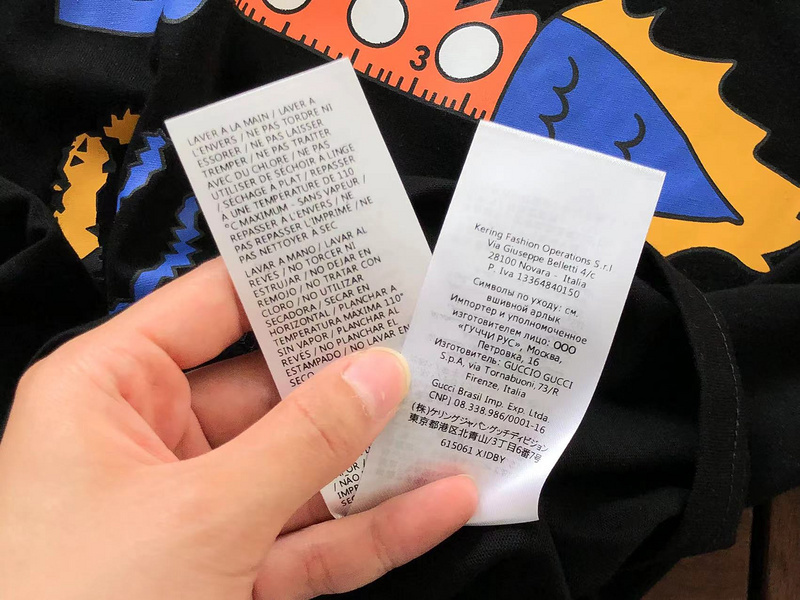 3
LAVER A LA MAIN / LAVER A
L'ENVERS / NE PAS TORDRE NI
ESSORER / NE PAS LAISSER
TREMPER / NE PAS TRAITER
AVEC DU CHLORE / NE PAS
UTILISER DE SECHOIR A LINGE
/ SECHAGE A PLAT / REPASSER
A UNE TEMPERATURE DE 110
°C MAXIMUM - SANS VAPEUR /
REPASSER A L'ENVERS / NE
PAS REPASSER L'IMPRIME / NE
PAS NETTOYER A SEC
LAVAR A MANO / LAVAR AL
REVÉS / NO TORCER NI
ESTRUJAR / NO DEJAR EN
REMOJO / NO TRATAR CON
CLORO / NO UTILIZAR
SECADORA / SECAR EN
HORIZONTAL / PLANCHAR A
TEMPERATURA MAXIMA 110°
SIN VAPOR / PLANCHAR AL
REVÉS / NO PLANCHAR EL
ESTAMPADO / NO LAVAR EN
SECO
/ NÃO
IMPR
SEC
Kering Fashion Operations S.r.l
Via Giuseppe Belletti 4/c
28100 Novara - Italia
P. Iva 13364840150
Символы по уходу: см.
вшивной ярлык
Импортер и уполномоченное
изготовителем лицо: ООО
«ГУЧЧИ РУС», Москва,
Петровка, 16
Изготовитель: GUCCIO GUCCI
S.p.A. via Tornabuoni,73/R
Firenze, Italia
Gucci Brasil Imp. Exp. Ltda.
CNPJ 08.338.986/0001-16
(株)ケリングジャパングッチディビジョン
東京都港区北青山/3丁目6番7号
615061 XJDBY